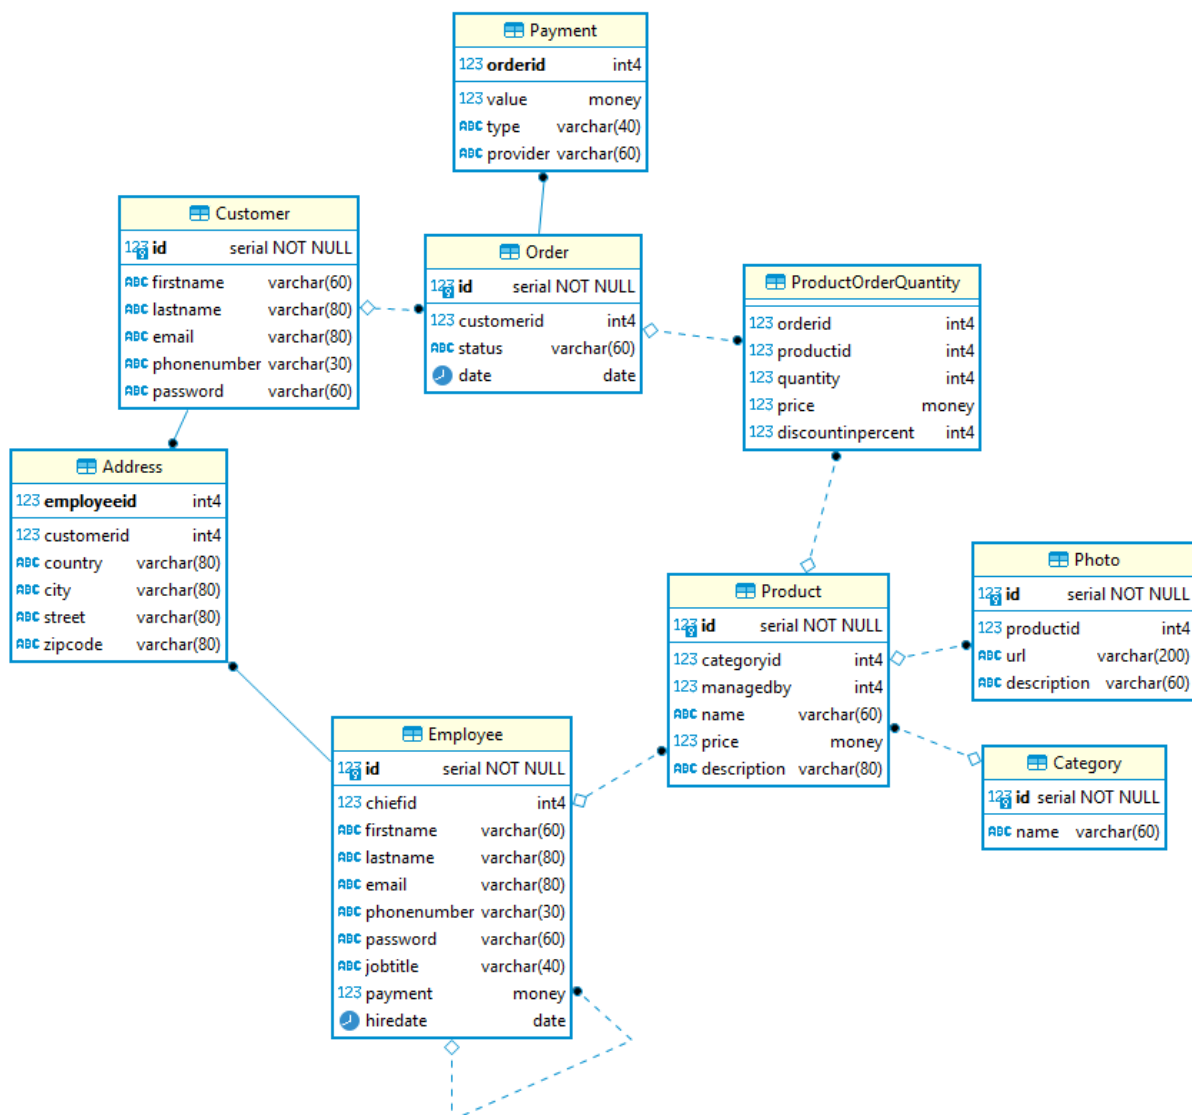 Payment
123 orderid int4
123 value money
ABC type varchar(40)
ABC provider varchar(60)
Customer
123 id serial NOT NULL
ABC firstname varchar(60)
ABC lastname varchar(80)
ABC email varchar(80)
ABC phonenumber varchar(30)
ABC password varchar(60)
Order
123 id serial NOT NULL
123 customerid int4
ABC status varchar(60)
date date
ProductOrderQuantity
123 orderid int4
123 productid int4
123 quantity int4
123 price money
123 discountinpercent int4
Address
123 employeeid int4
123 customerid int4
ABC country varchar(80)
ABC city varchar(80)
ABC street varchar(80)
ABC zipcode varchar(80)
Product
123 id serial NOT NULL
123 categoryid int4
123 managedby int4
ABC name varchar(60)
123 price money
ABC description varchar(80)
Photo
123 id serial NOT NULL
123 productid int4
ABC url varchar(200)
ABC description varchar(60)
Category
123 id serial NOT NULL
ABC name varchar(60)
Employee
123 id serial NOT NULL
123 chiefid int4
ABC firstname varchar(60)
ABC lastname varchar(80)
ABC email varchar(80)
ABC phonenumber varchar(30)
ABC password varchar(60)
ABC jobtitle varchar(40)
123 payment money
hiredate date